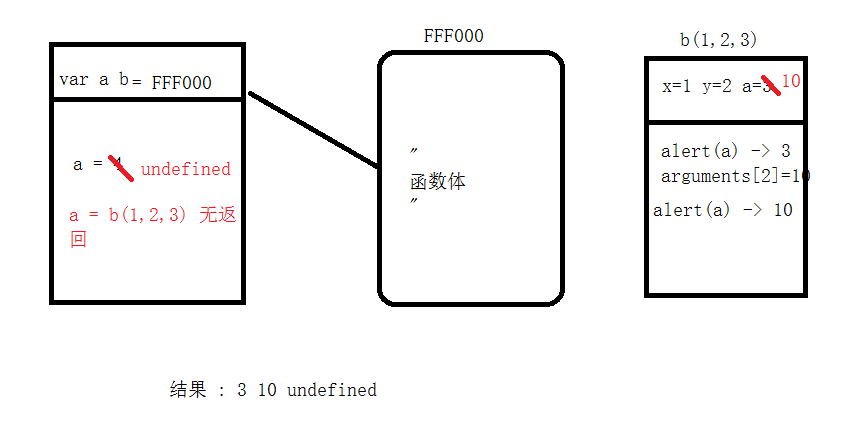 FFF000
b(1,2,3)
var a b= FFF000
x=1 y=2 a=3 10
a = 4 undefined
a = b(1,2,3) 无返
回
"
函数体
"
alert(a) -> 3
arguments[2]=10
alert(a) -> 10
结果 : 3 10 undefined